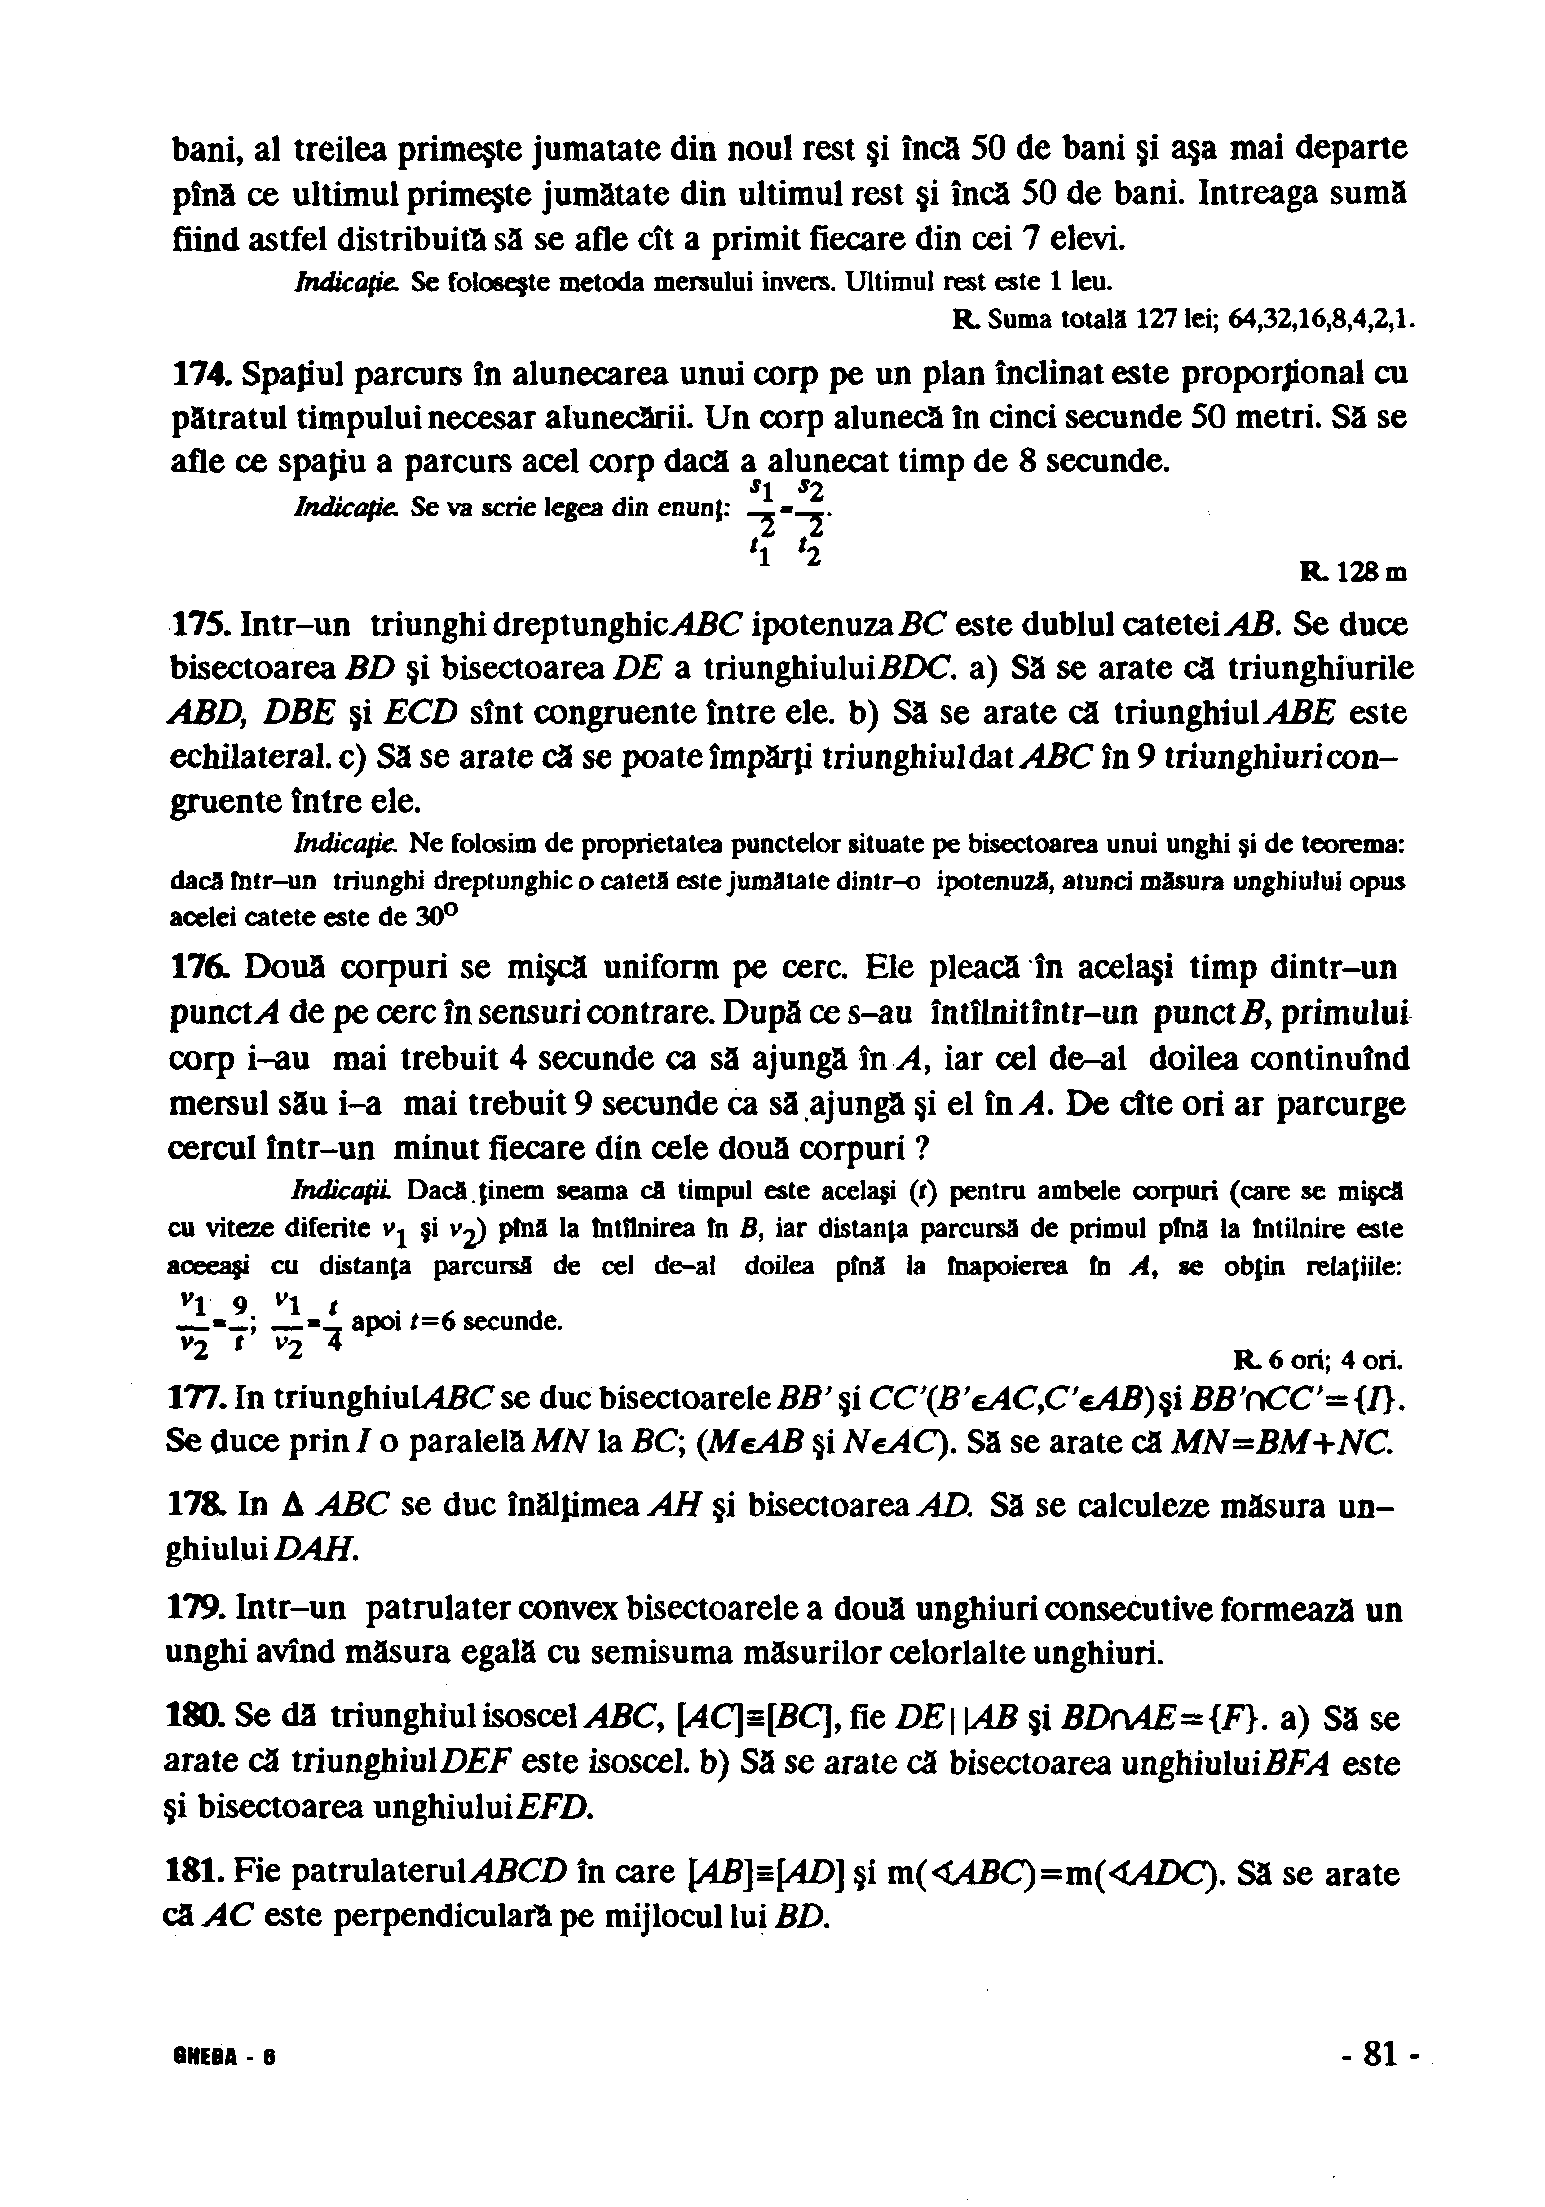 bani, al treilea primeşte jumatate din noul rest şi încă 50 de bani şi aşa mai departe
pînă ce ultimul primeşte jumătate din ultimul rest şi încă 50 de bani. Intreaga sumă
fiind astfel distribuită să se afle cît a primit fiecare din cei 7 elevi.
Indicaţie. Se foloseşte metoda mersului invers. Ultimul rest este 1 leu.
R. Suma totală 127 lei; 64,32,16,8,4,2,1.
174. Spaţiul parcurs în alunecarea unui corp pe un plan înclinat este proporţional cu
pătratul timpului necesar alunecării. Un corp alunecă în cinci secunde 50 metri. Să se
afle ce spaţiu a parcurs acel corp dacă a alunecat timp de 8 secunde.
Indicaţie. Se va scrie legea din enunţ: s₁/t₁² = s₂/t₂².
R. 128 m
175. Intr–un triunghi dreptunghic ABC ipotenuza BC este dublul catetei AB. Se duce
bisectoarea BD şi bisectoarea DE a triunghiului BDC. a) Să se arate că triunghiurile
ABD, DBE şi ECD sînt congruente între ele. b) Să se arate că triunghiul ABE este
echilateral. c) Să se arate că se poate împărţi triunghiul dat ABC în 9 triunghiuri con–
gruente între ele.
Indicaţie. Ne folosim de proprietatea punctelor situate pe bisectoarea unui unghi şi de teorema:
dacă într–un triunghi dreptunghic o catetă este jumătate dintr–o ipotenuză, atunci măsura unghiului opus
acelei catete este de 30°
176. Două corpuri se mişcă uniform pe cerc. Ele pleacă în acelaşi timp dintr–un
punct A de pe cerc în sensuri contrare. După ce s–au întîlnit într–un punct B, primului
corp i–au mai trebuit 4 secunde ca să ajungă în A, iar cel de–al doilea continuînd
mersul său i–a mai trebuit 9 secunde ca să ajungă şi el în A. De cîte ori ar parcurge
cercul într–un minut fiecare din cele două corpuri ?
Indicaţii. Dacă ţinem seama că timpul este acelaşi (t) pentru ambele corpuri (care se mişcă
cu viteze diferite v₁ şi v₂) pînă la întîlnirea în B, iar distanţa parcursă de primul pînă la întilnire este
aceeaşi cu distanţa parcursă de cel de–al doilea pînă la înapoierea în A, se obţin relaţiile:
v₁/v₂ = 9/t; v₁/v₂ = t/4 apoi t=6 secunde.
R. 6 ori; 4 ori.
177. In triunghiul ABC se duc bisectoarele BB' şi CC'(B'∈AC,C'∈AB) şi BB'∩CC'={I}.
Se duce prin I o paralelă MN la BC; (M∈AB şi N∈AC). Să se arate că MN=BM+NC.
178. In Δ ABC se duc înălţimea AH şi bisectoarea AD. Să se calculeze măsura un–
ghiului DAH.
179. Intr–un patrulater convex bisectoarele a două unghiuri consecutive formează un
unghi avînd măsura egală cu semisuma măsurilor celorlalte unghiuri.
180. Se dă triunghiul isoscel ABC, [AC]≡[BC], fie DE||AB şi BD∩AE={F}. a) Să se
arate că triunghiul DEF este isoscel. b) Să se arate că bisectoarea unghiului BFA este
şi bisectoarea unghiului EFD.
181. Fie patrulaterul ABCD în care [AB]≡[AD] şi m(∢ABC)=m(∢ADC). Să se arate
că AC este perpendiculară pe mijlocul lui BD.
GHEBA - 6
- 81 -